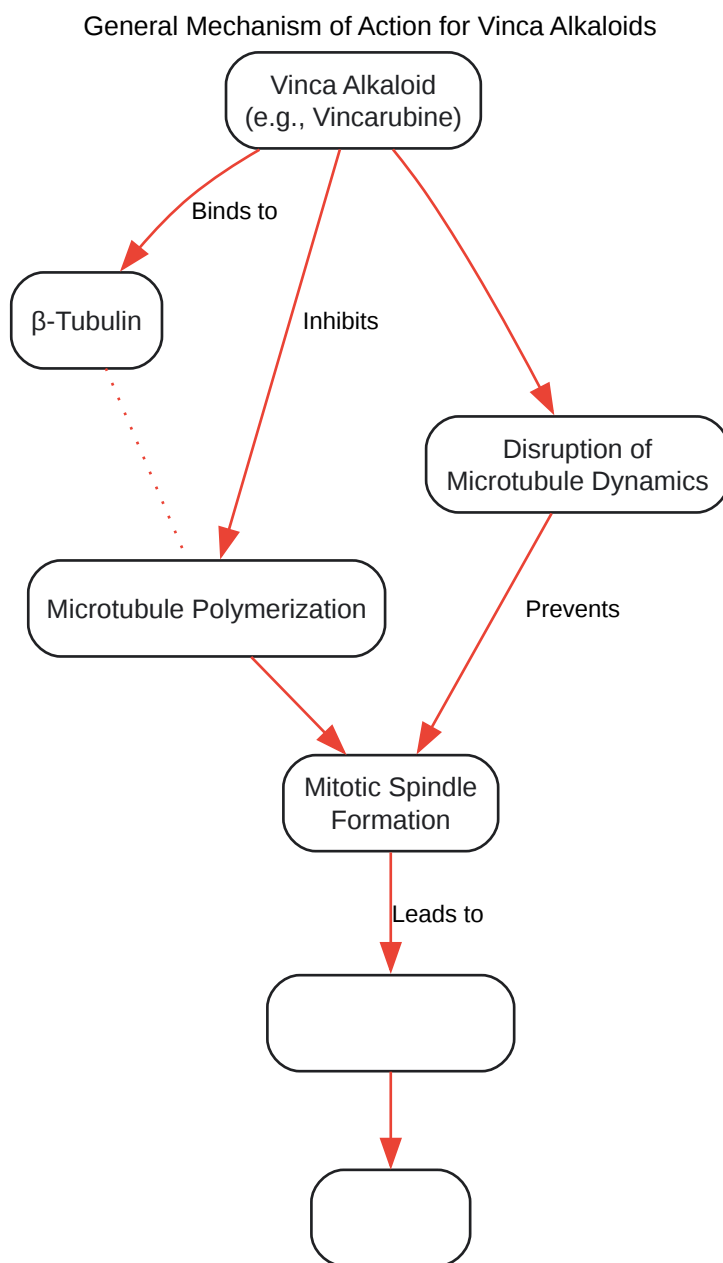 General Mechanism of Action for Vinca Alkaloids
Vinca Alkaloid
(e.g., Vincarubine)
Binds to
β-Tubulin
Inhibits
Disruption of
Microtubule Dynamics
Microtubule Polymerization
Prevents
Mitotic Spindle
Formation
Leads to